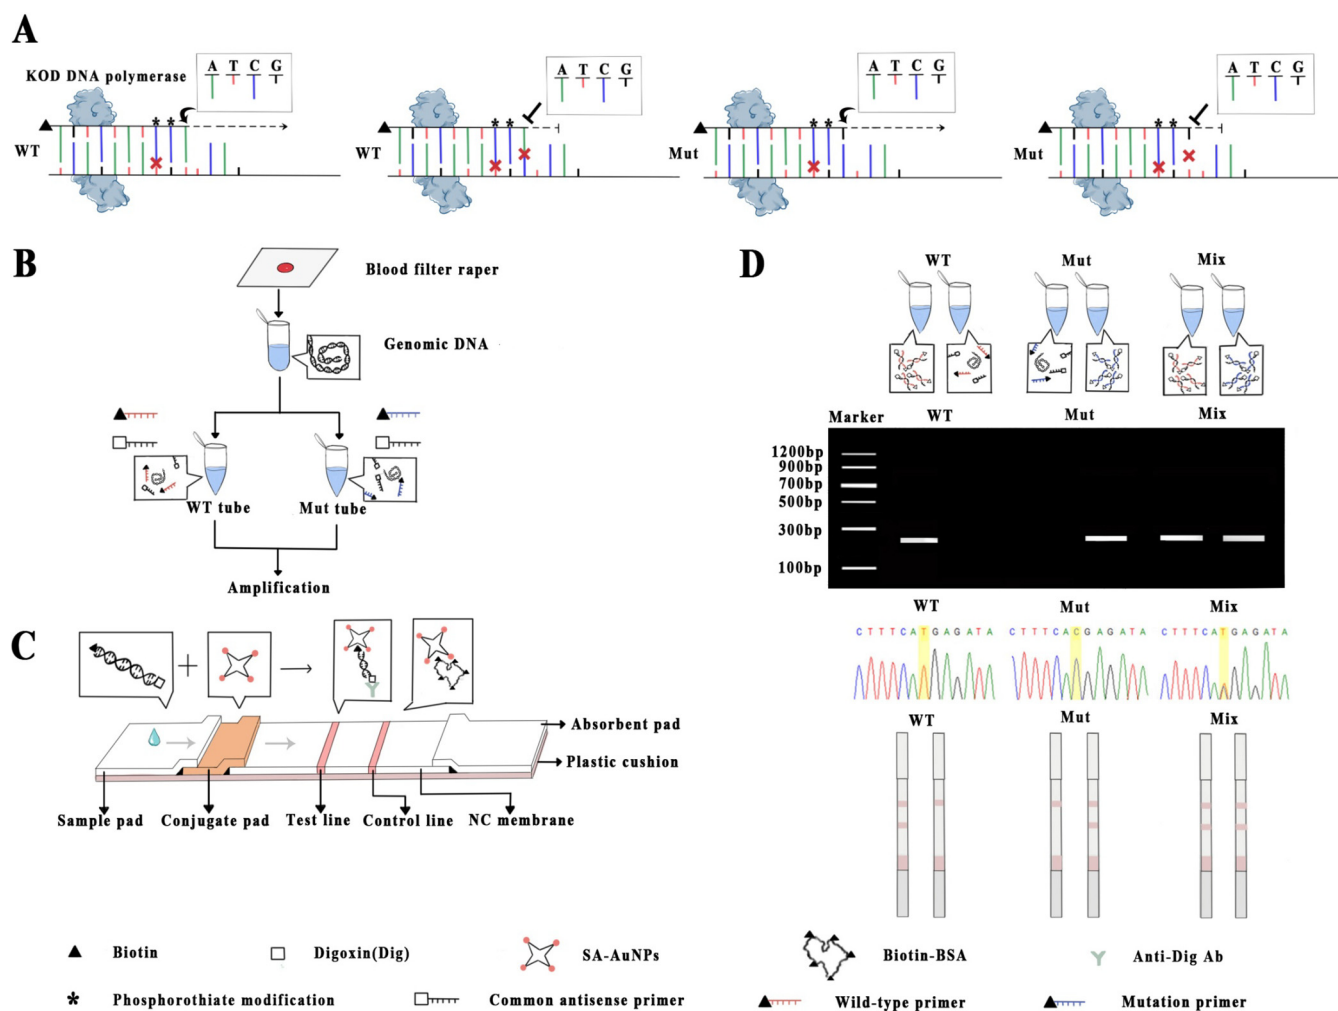 A
KOD DNA polymerase
A T C G
A T C G
A T C G
A T C G
* *
* *
* *
* *
WT
WT
Mut
Mut
B
Blood filter raper
Genomic DNA
WT tube
Mut tube
Amplification
C
Absorbent pad
Plastic cushion
Sample pad
Conjugate pad
Test line
Control line
NC membrane
D
WT Mut Mix
Marker WT Mut Mix
1200bp
900bp
700bp
500bp
300bp
100bp
WT Mut Mix
CTTTCATGAGATA CTTTCACGAGATA CTTTCATGAGATA
WT Mut Mix
Biotin
Digoxin(Dig)
SA-AuNPs
Biotin-BSA
Anti-Dig Ab
* Phosphorothiate modification
Common antisense primer
Wild-type primer
Mutation primer